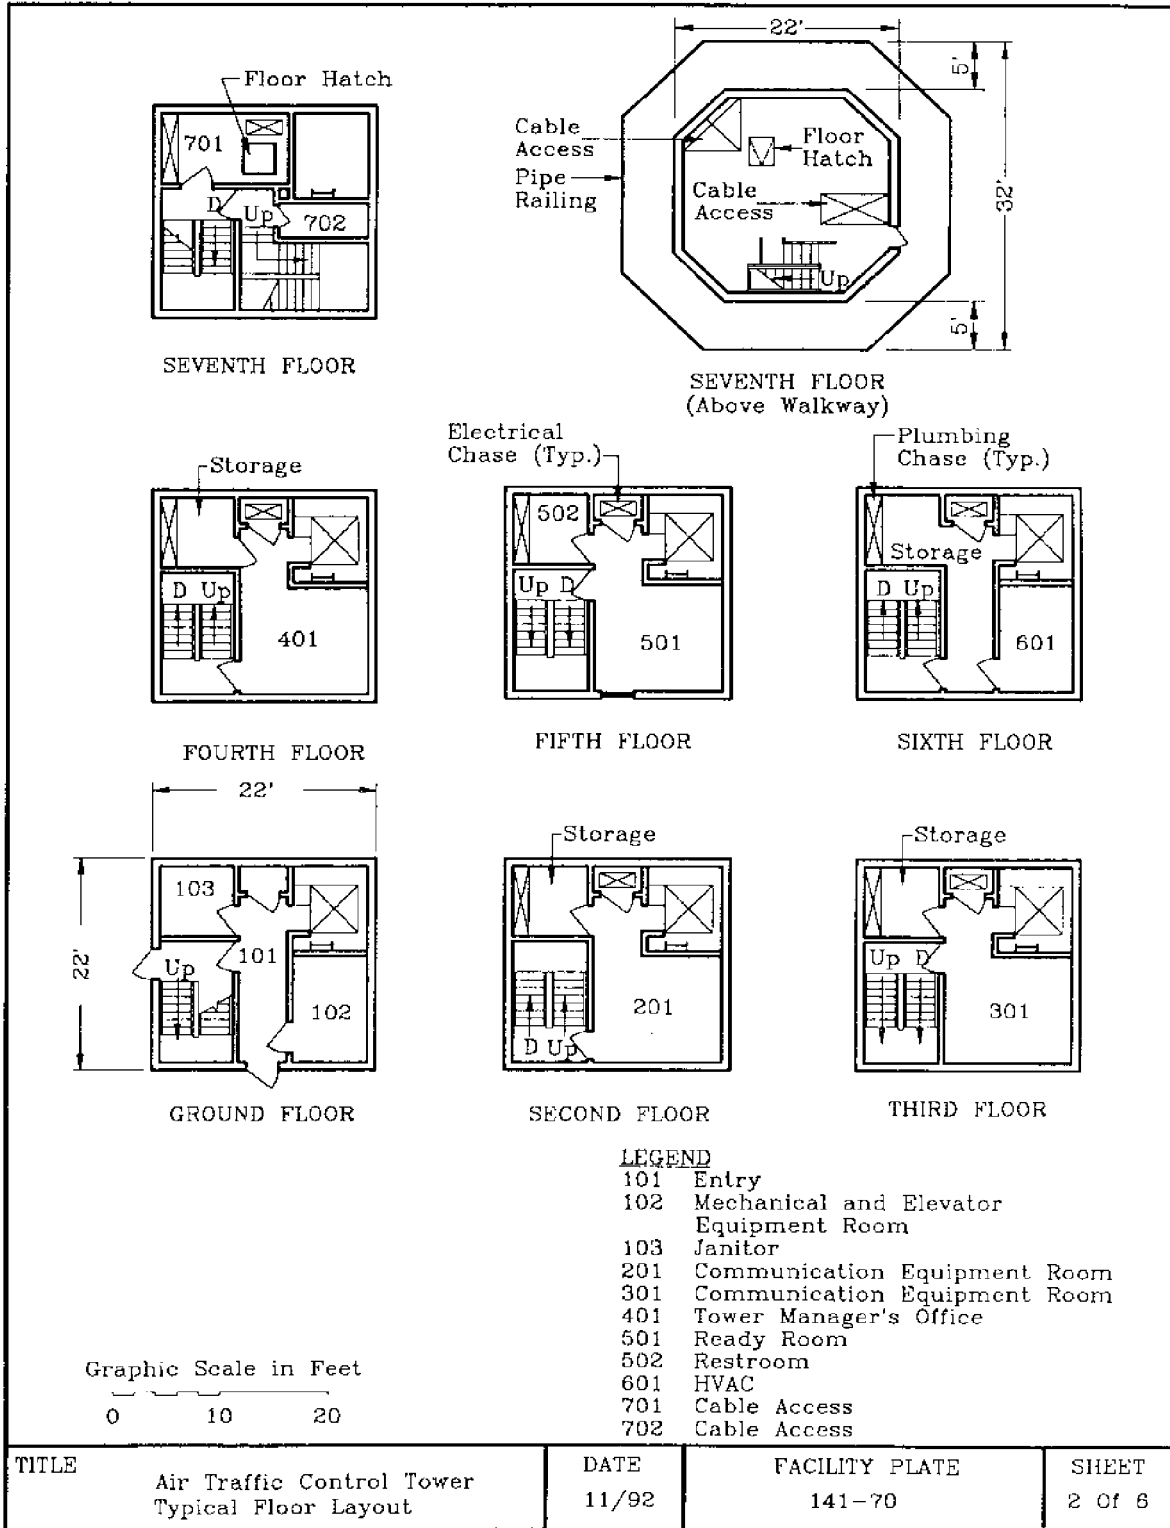 Floor Hatch
701
D
Up
702
SEVENTH FLOOR
22'
5'
Cable
Access
Floor
Hatch
Pipe
Railing
Cable
Access
32'
Up
5'
SEVENTH FLOOR
(Above Walkway)
Storage
D Up
401
FOURTH FLOOR
Electrical
Chase (Typ.)
502
Up D
501
FIFTH FLOOR
Plumbing
Chase (Typ.)
Storage
D Up
601
SIXTH FLOOR
22'
22'
103
101
Up
102
GROUND FLOOR
Storage
201
D Up
SECOND FLOOR
Storage
Up D
301
THIRD FLOOR
LEGEND
101 Entry
102 Mechanical and Elevator
Equipment Room
103 Janitor
201 Communication Equipment Room
301 Communication Equipment Room
401 Tower Manager's Office
501 Ready Room
502 Restroom
601 HVAC
701 Cable Access
702 Cable Access
Graphic Scale in Feet
0 10 20
TITLE
Air Traffic Control Tower
Typical Floor Layout
DATE
11/92
FACILITY PLATE
141-70
SHEET
2 Of 6